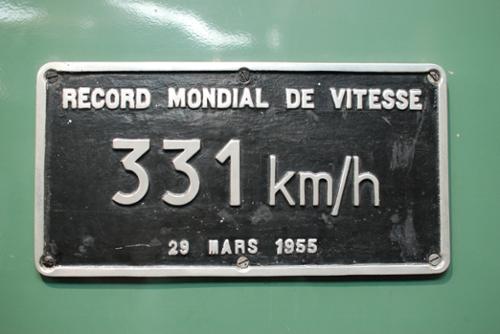 RECORD MONDIAL DE VITESSE
331 km/h
29 MARS 1955